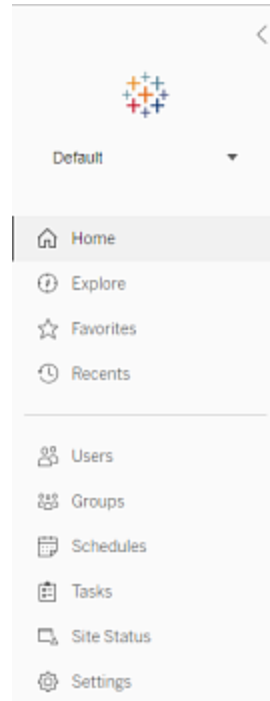 Default
Home
Explore
Favorites
Recents
Users
Groups
Schedules
Tasks
Site Status
Settings